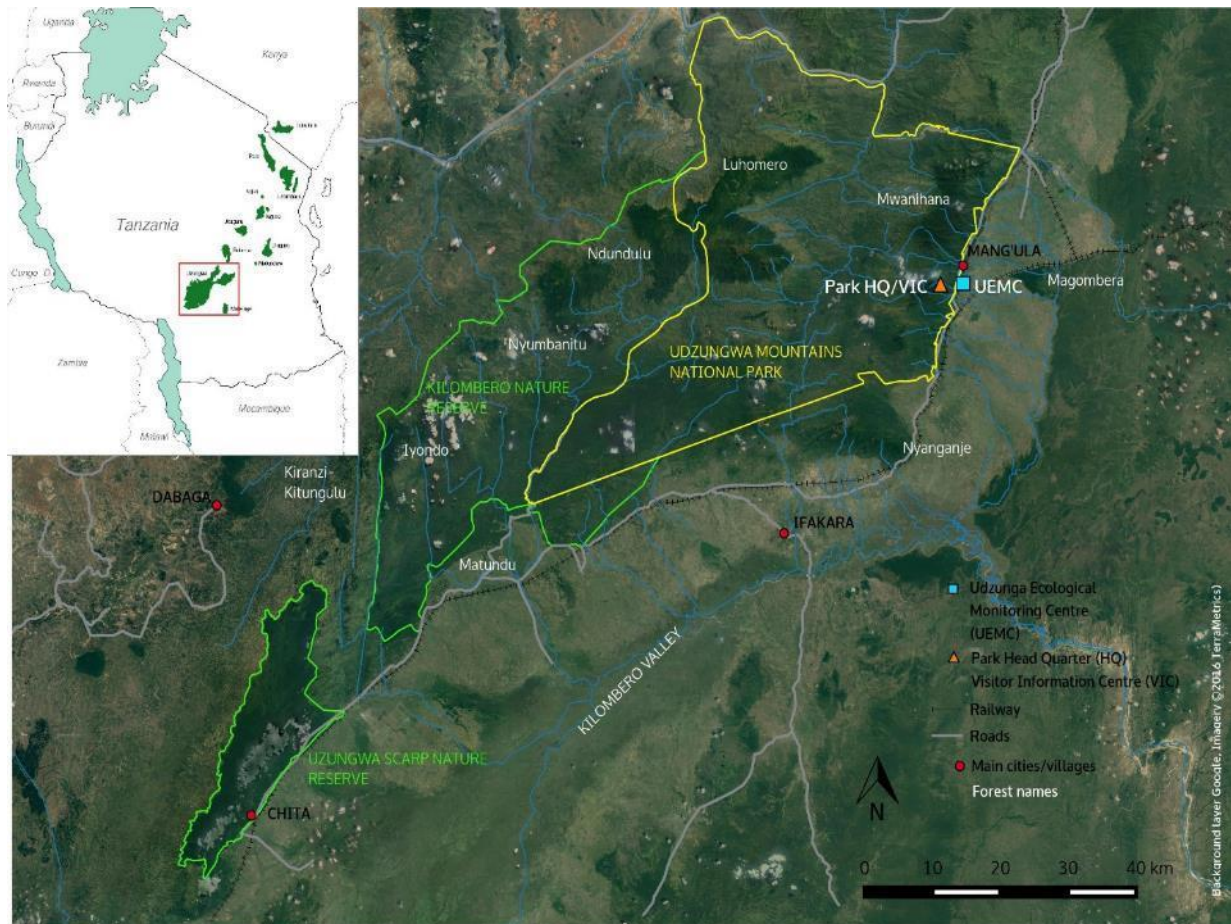 Uganda
Kenya
Rwanda
Burundi
Tanzania
Congo D
Zambia
Malawi
Mocambique
Luhomero
Mwanihana
Ndundulu
MANG'ULA
Park HQ/VIC
UEMC
Magombera
Nyumbanitu
UDZUNGWA MOUNTAINS
NATIONAL PARK
KILOMBERO NATURE
RESERVE
Iyondo
Nyanganje
Kiranzi-
Kitungulu
DABAGA
IFAKARA
Matundu
KILOMBERO VALLEY
UZUNGWA SCARP NATURE
RESERVE
CHITA
Udzunga Ecological
Monitoring Centre
(UEMC)
Park Head Quarter (HQ)
Visitor Information Centre (VIC)
Railway
Roads
Main cities/villages
Forest names
N
0 10 20 30 40 km
Background layer Google, Imagery ©2016 TerraMetrics)